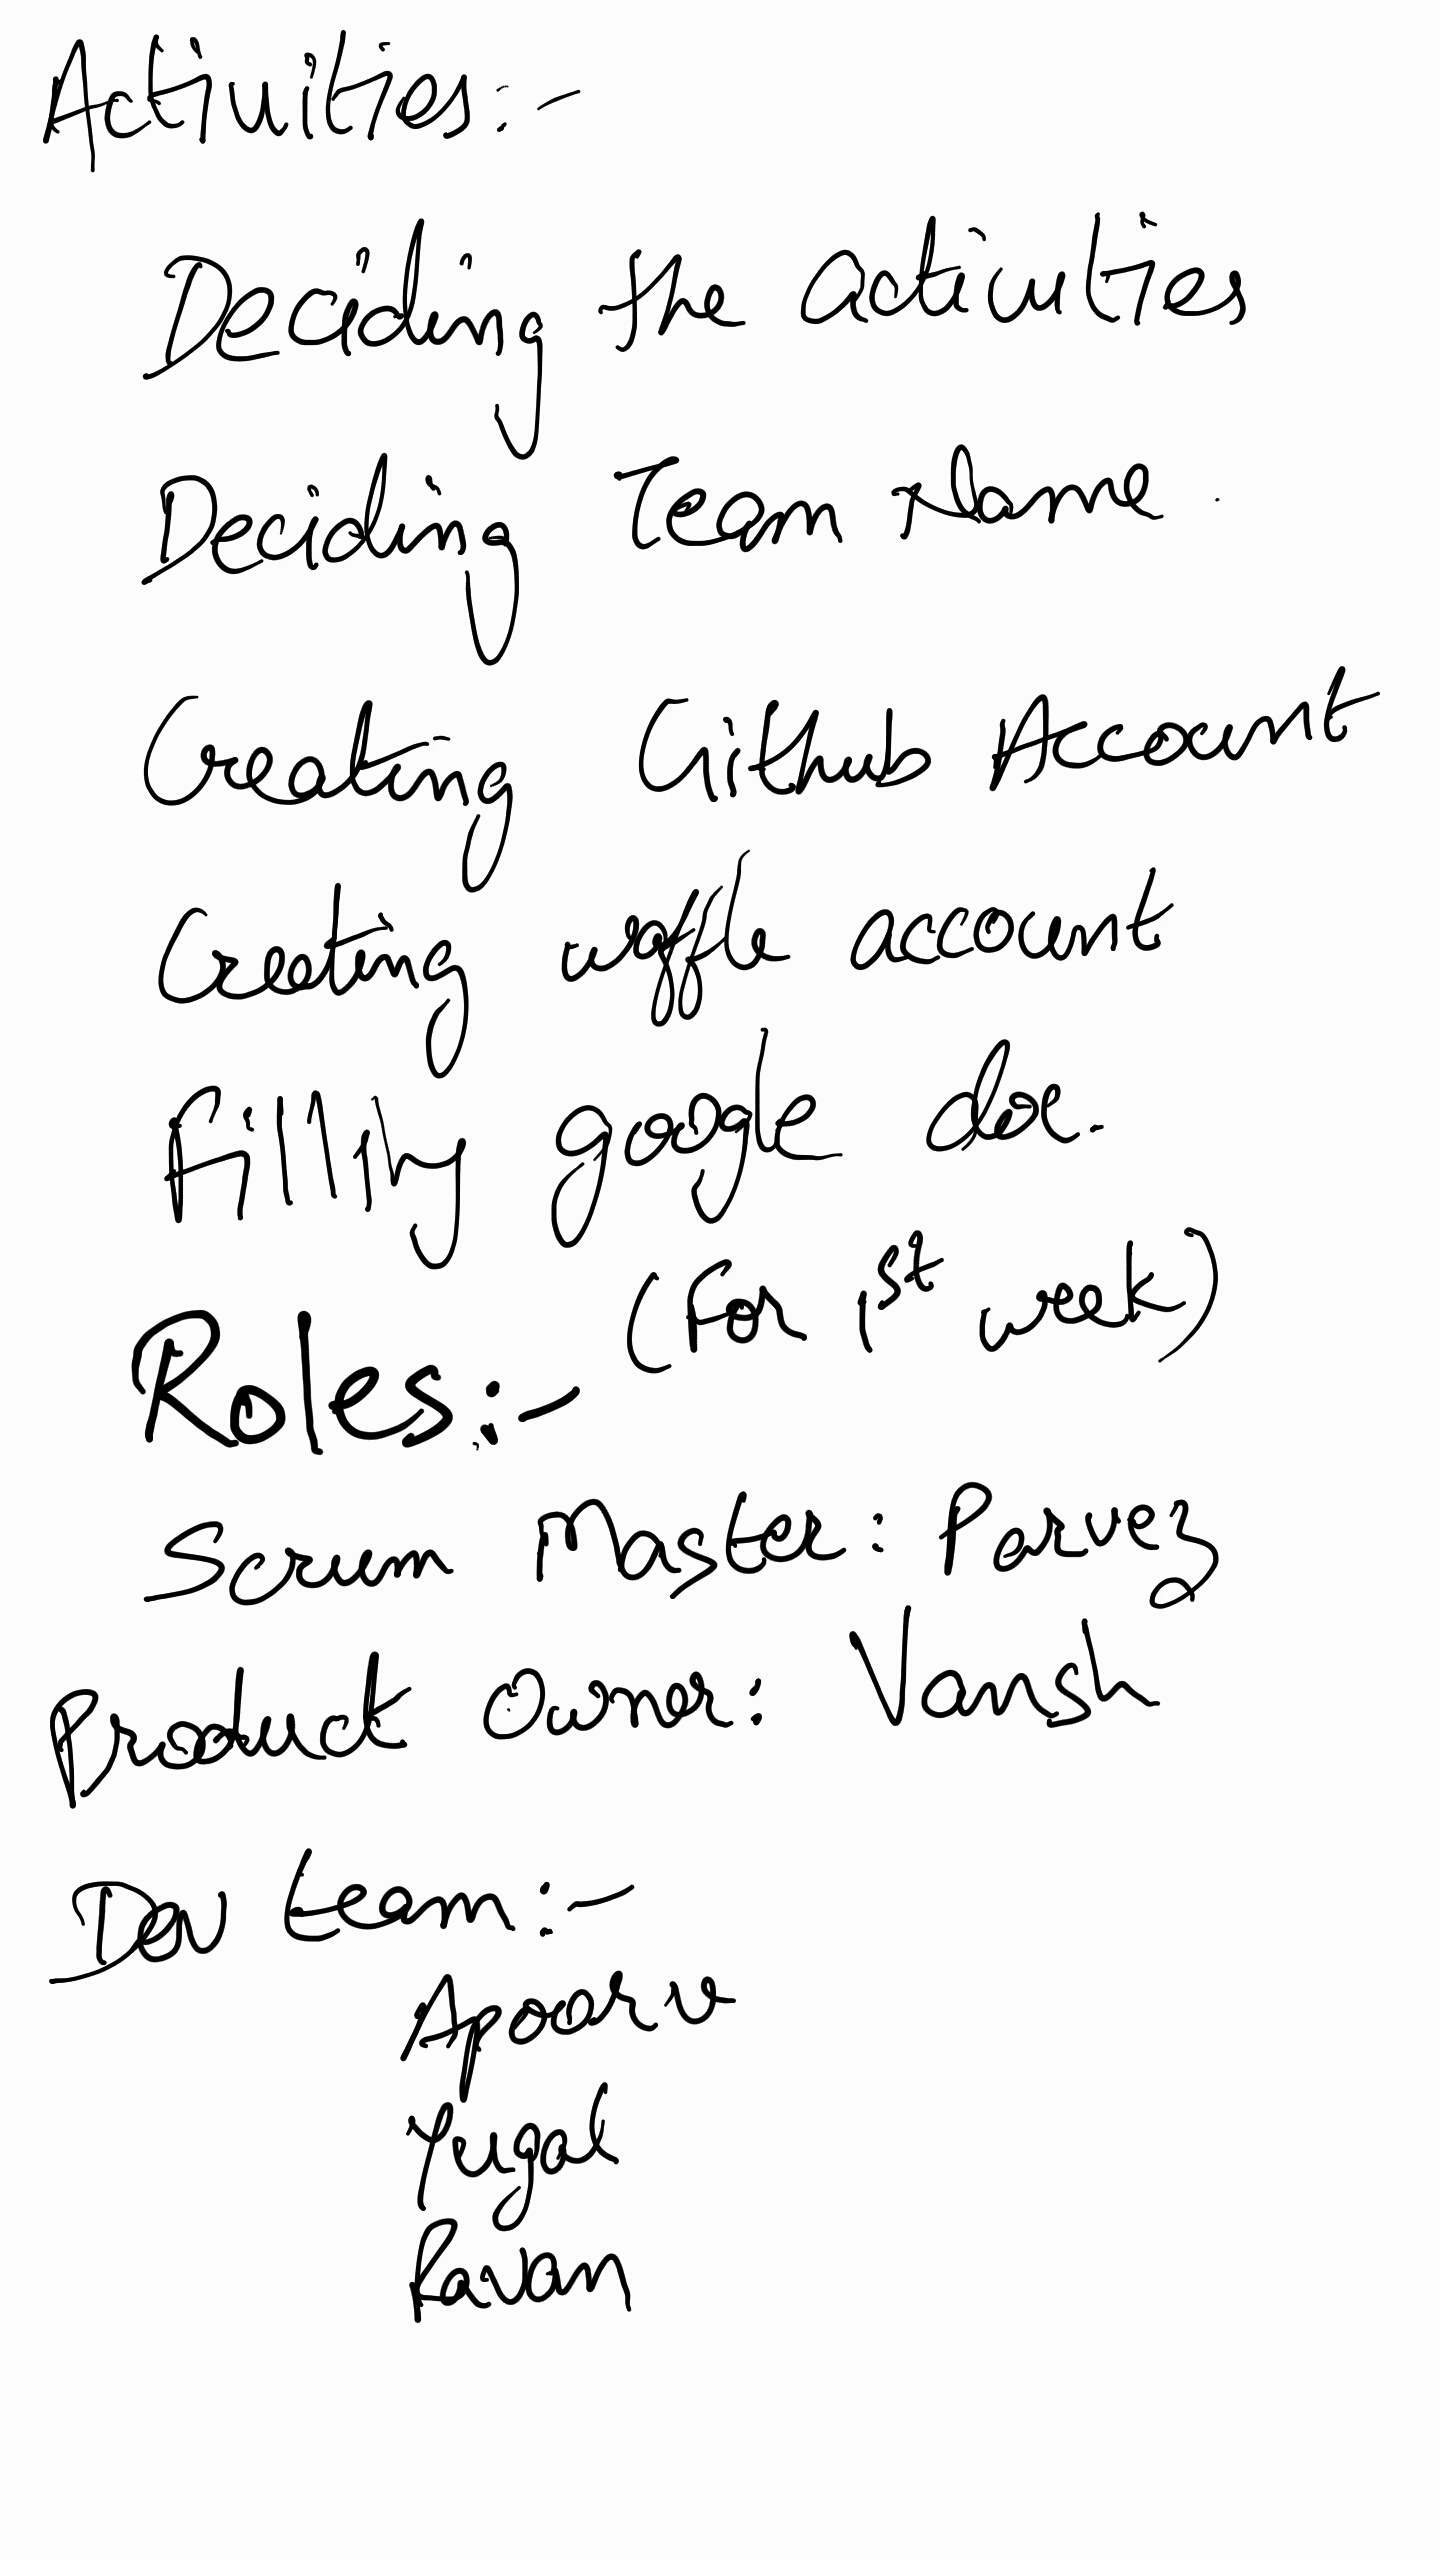 Activities:-
Deciding the activities
Deciding Team Name.
Creating Github Account
Creating waffle account
Filling google doc.
(For 1st week)
Roles:-
Scrum Master: Parvez
Product Owner: Vansh
Dev team:-
Apoorv
Yugal
Pavan